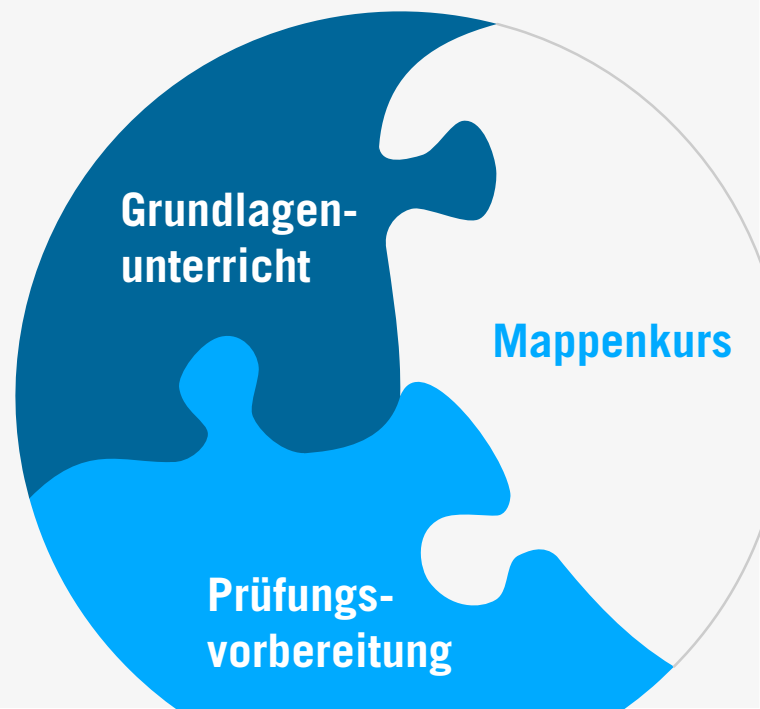 Grundlagen-
unterricht
Mappenkurs
Prüfungs-
vorbereitung